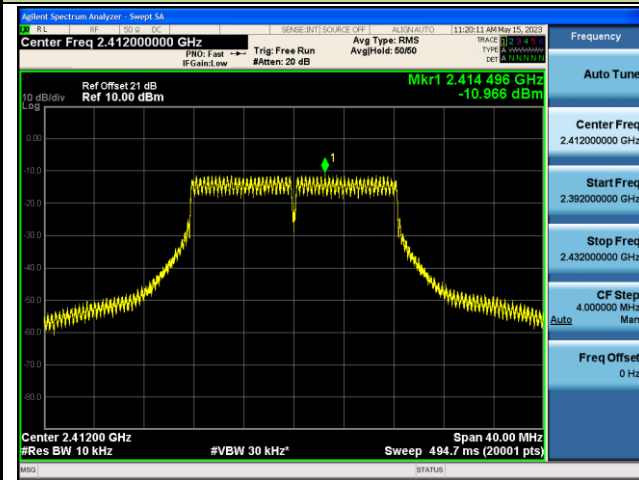 Agilent Spectrum Analyzer - Swept SA
RL RF 50 Ω DC SENSE:INT SOURCE OFF ALIGNAUTO 11:20:11 AM May 15, 2023
Center Freq 2.412000000 GHz
PNO: Fast
IFGain:Low
Trig: Free Run
#Atten: 20 dB
Avg Type: RMS
Avg|Hold: 50/50
TRACE 1 2 3 4 5 6
TYPE A
DET A N N N N N
Ref Offset 21 dB
10 dB/div Ref 10.00 dBm
Log
Mkr1 2.414 496 GHz
-10.966 dBm
1
0.00
-10.0
-20.0
-30.0
-40.0
-50.0
-60.0
-70.0
-80.0
Center 2.41200 GHz Span 40.00 MHz
#Res BW 10 kHz #VBW 30 kHz* Sweep 494.7 ms (20001 pts)
MSG STATUS
Frequency
Auto Tune
Center Freq
2.412000000 GHz
Start Freq
2.392000000 GHz
Stop Freq
2.432000000 GHz
CF Step
4.000000 MHz
Auto Man
Freq Offset
0 Hz